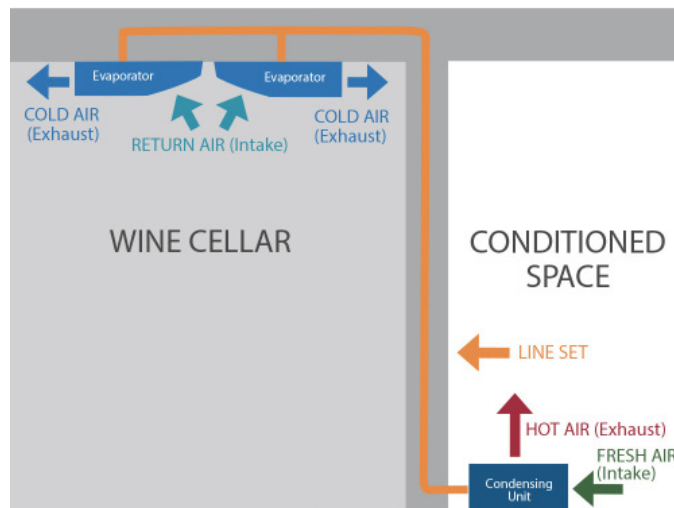 Evaporator
Evaporator
COLD AIR
(Exhaust)
COLD AIR
(Exhaust)
RETURN AIR (Intake)
WINE CELLAR
CONDITIONED
SPACE
LINE SET
HOT AIR (Exhaust)
FRESH AIR
(Intake)
Condensing
Unit